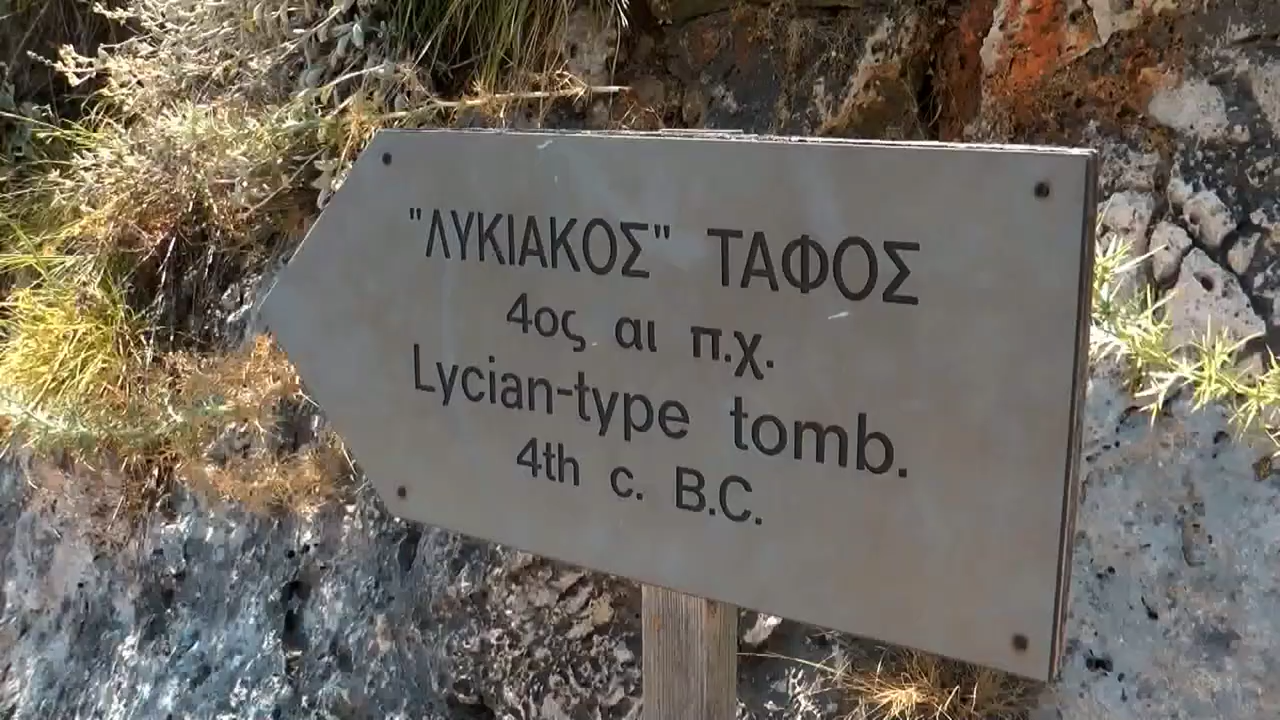 "ΛΥΚΙΑΚΟΣ" ΤΑΦΟΣ
4ος αι π.χ.
Lycian-type tomb.
4th c. B.C.